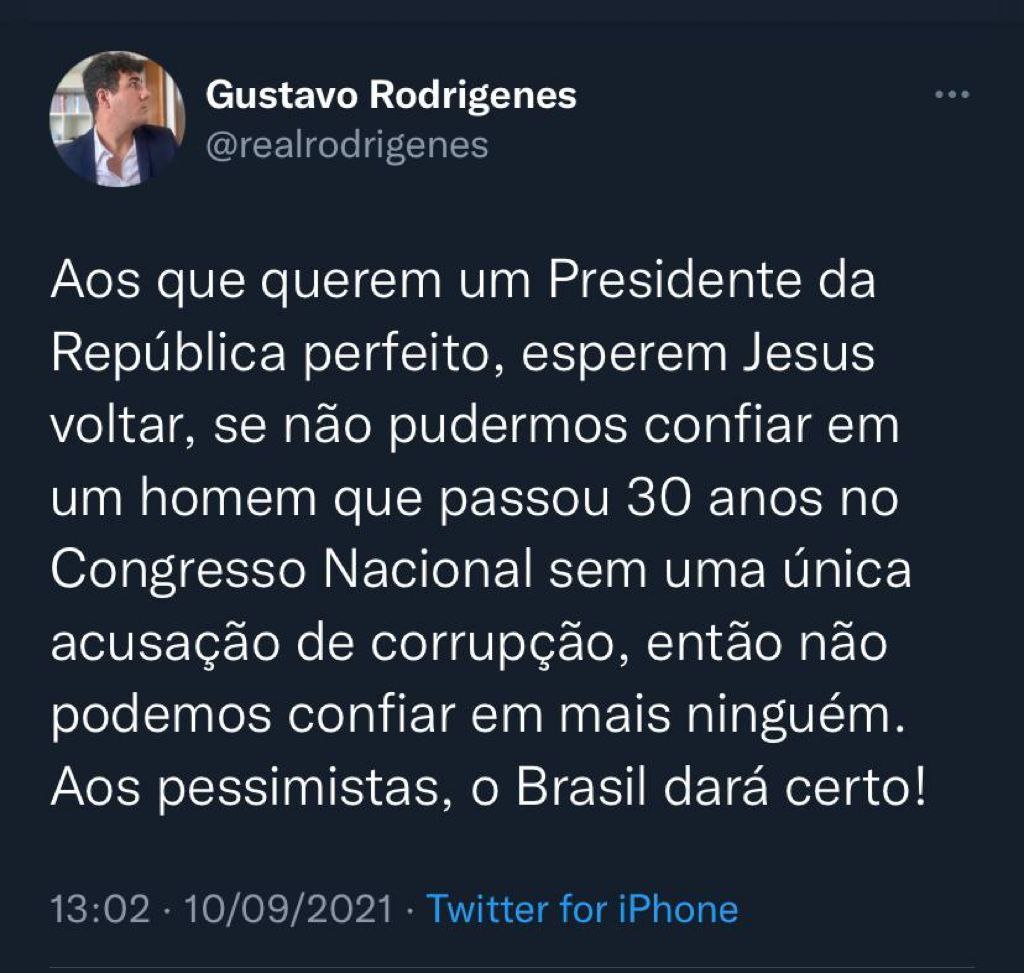 Gustavo Rodrigenes
@realrodrigenes
Aos que querem um Presidente da
República perfeito, esperem Jesus
voltar, se não pudermos confiar em
um homem que passou 30 anos no
Congresso Nacional sem uma única
acusação de corrupção, então não
podemos confiar em mais ninguém.
Aos pessimistas, o Brasil dará certo!
13:02 · 10/09/2021 · Twitter for iPhone